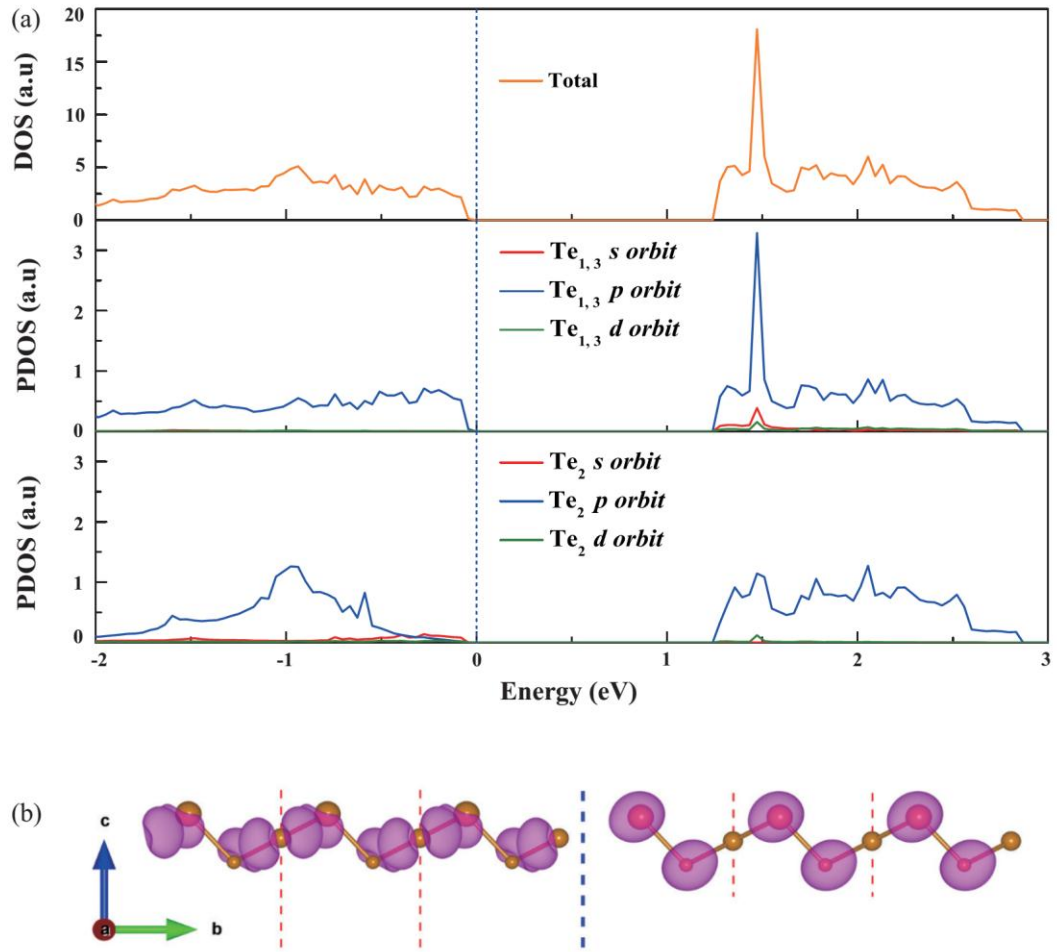 (a)
DOS (a.u)
20
15
10
5
0
Total
PDOS (a.u)
3
2
1
0
Te1, 3 s orbit
Te1, 3 p orbit
Te1, 3 d orbit
PDOS (a.u)
3
2
1
0
Te2 s orbit
Te2 p orbit
Te2 d orbit
-2 -1 0 1 2 3
Energy (eV)
(b)
c
a
b